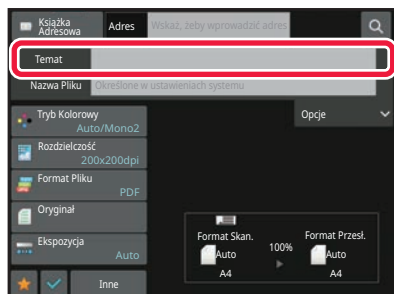 Książka
Adresowa
Adres
Wskaż, żeby wprowadzić adres
Temat
Nazwa Pliku
Określone w ustawieniach systemu
Tryb Kolorowy
Auto/Mono2
Opcje
Rozdzielczość
200x200dpi
Format Pliku
PDF
Oryginał
Ekspozycja
Auto
Format Skan.
Auto
A4
100%
Format Przesł.
Auto
A4
Inne